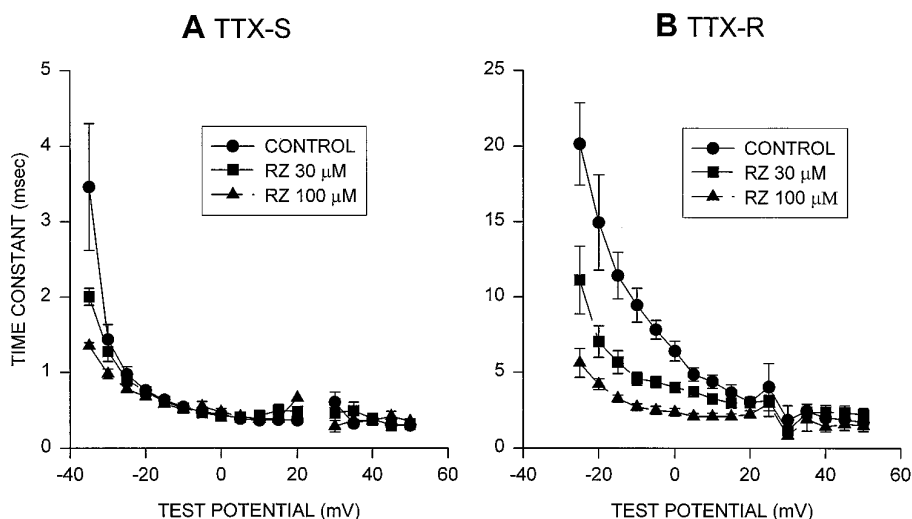 A TTX-S
5
4
3
2
1
0
-40
-20
0
20
40
60
TIME CONSTANT (msec)
TEST POTENTIAL (mV)
CONTROL
RZ 30 μM
RZ 100 μM
B TTX-R
25
20
15
10
5
0
-40
-20
0
20
40
60
TEST POTENTIAL (mV)
CONTROL
RZ 30 μM
RZ 100 μM